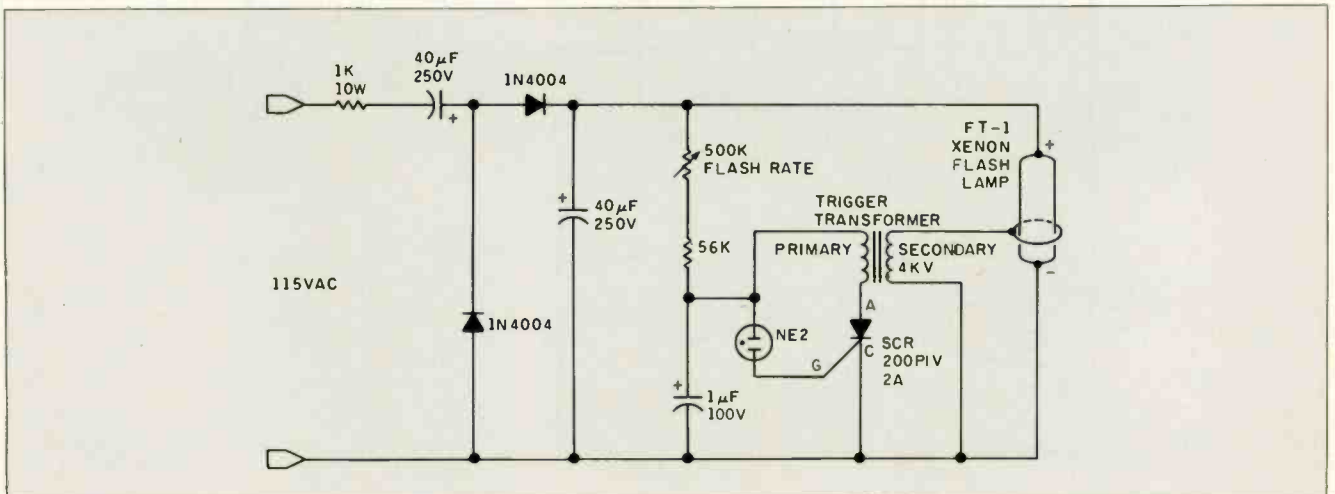 1K
10W
40µF
250V
+
1N4004
1N4004
+
40µF
250V
115VAC
500K
FLASH RATE
56K
+
1µF
100V
NE2
G
TRIGGER
TRANSFORMER
PRIMARY
SECONDARY
4KV
A
C
SCR
200PIV
2A
FT-1
XENON
FLASH
LAMP
+
-